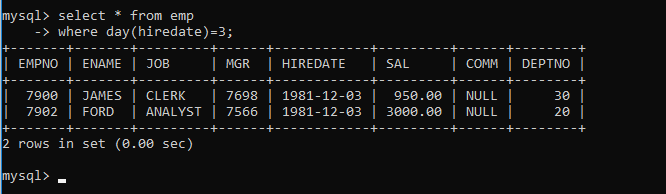 mysql> select * from emp
    -> where day(hiredate)=3;
+-------+-------+---------+------+------------+---------+------+--------+
| EMPNO | ENAME | JOB     | MGR  | HIREDATE   | SAL     | COMM | DEPTNO |
+-------+-------+---------+------+------------+---------+------+--------+
|  7900 | JAMES | CLERK   | 7698 | 1981-12-03 |  950.00 | NULL |     30 |
|  7902 | FORD  | ANALYST | 7566 | 1981-12-03 | 3000.00 | NULL |     20 |
+-------+-------+---------+------+------------+---------+------+--------+
2 rows in set (0.00 sec)
mysql> _